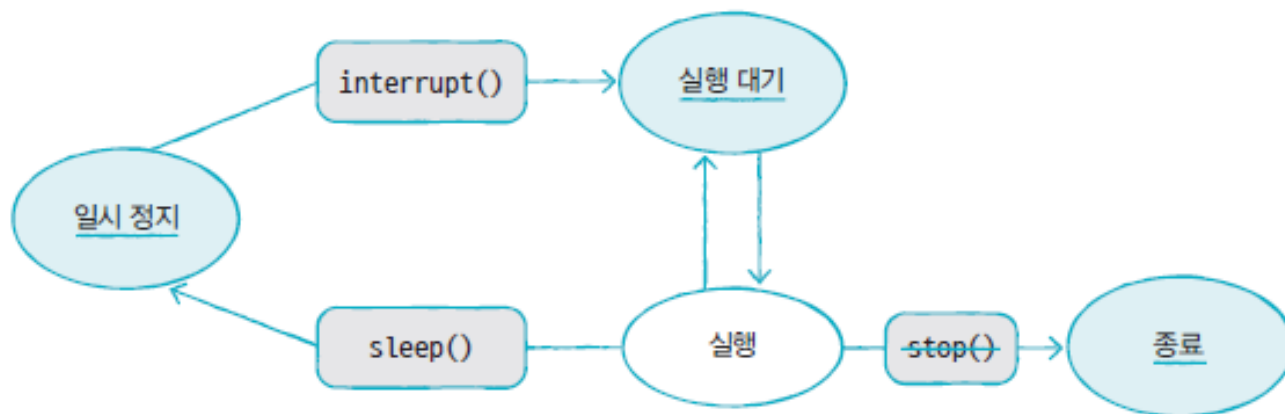 interrupt()
실행 대기
일시 정지
sleep()
실행
stop()
종료